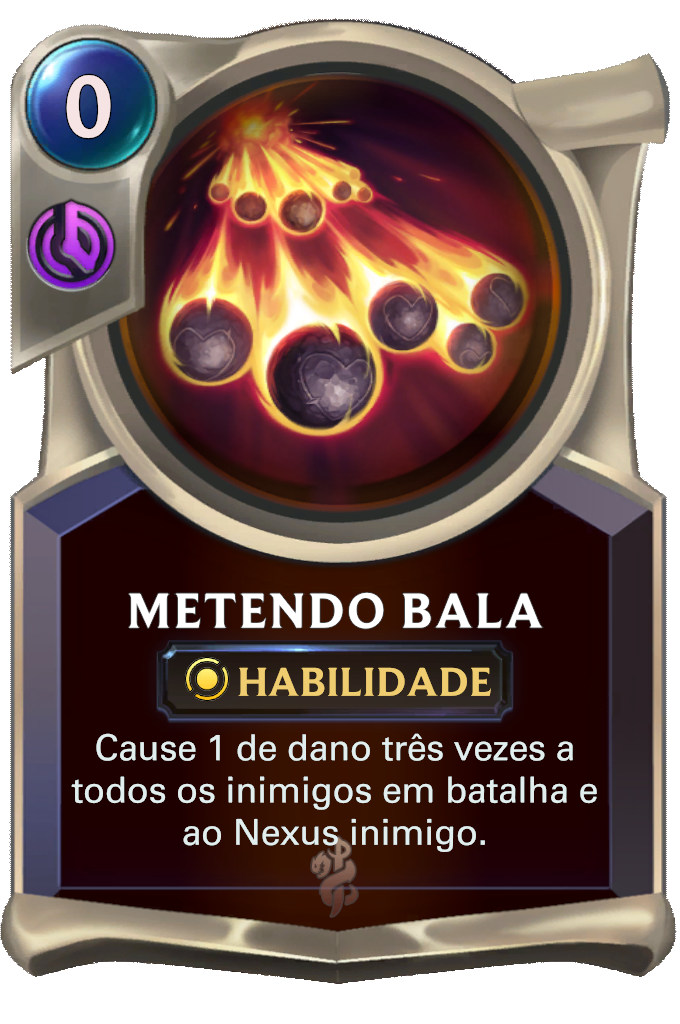 0
METENDO BALA
HABILIDADE
Cause 1 de dano três vezes a
todos os inimigos em batalha e
ao Nexus inimigo.